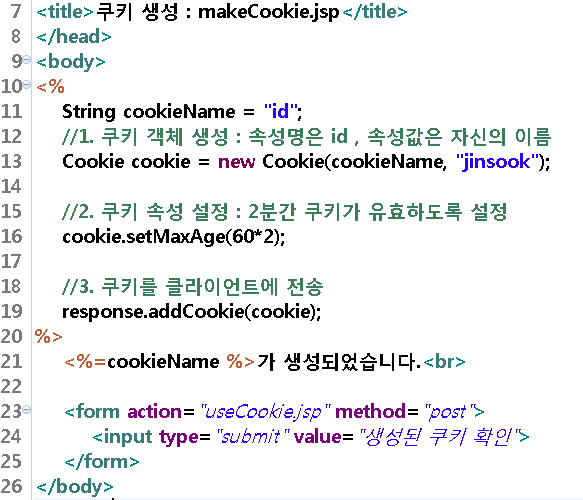 7 <title>쿠키 생성 : makeCookie.jsp</title>
8 </head>
9 <body>
10 <%
11 String cookieName = "id";
12 //1. 쿠키 객체 생성 : 속성명은 id , 속성값은 자신의 이름
13 Cookie cookie = new Cookie(cookieName, "jinsook");
14
15 //2. 쿠키 속성 설정 : 2분간 쿠키가 유효하도록 설정
16 cookie.setMaxAge(60*2);
17
18 //3. 쿠키를 클라이언트에 전송
19 response.addCookie(cookie);
20 %>
21 <%=cookieName %>가 생성되었습니다.<br>
22
23 <form action="useCookie.jsp" method="post">
24 <input type="submit" value="생성된 쿠키 확인">
25 </form>
26 </body>